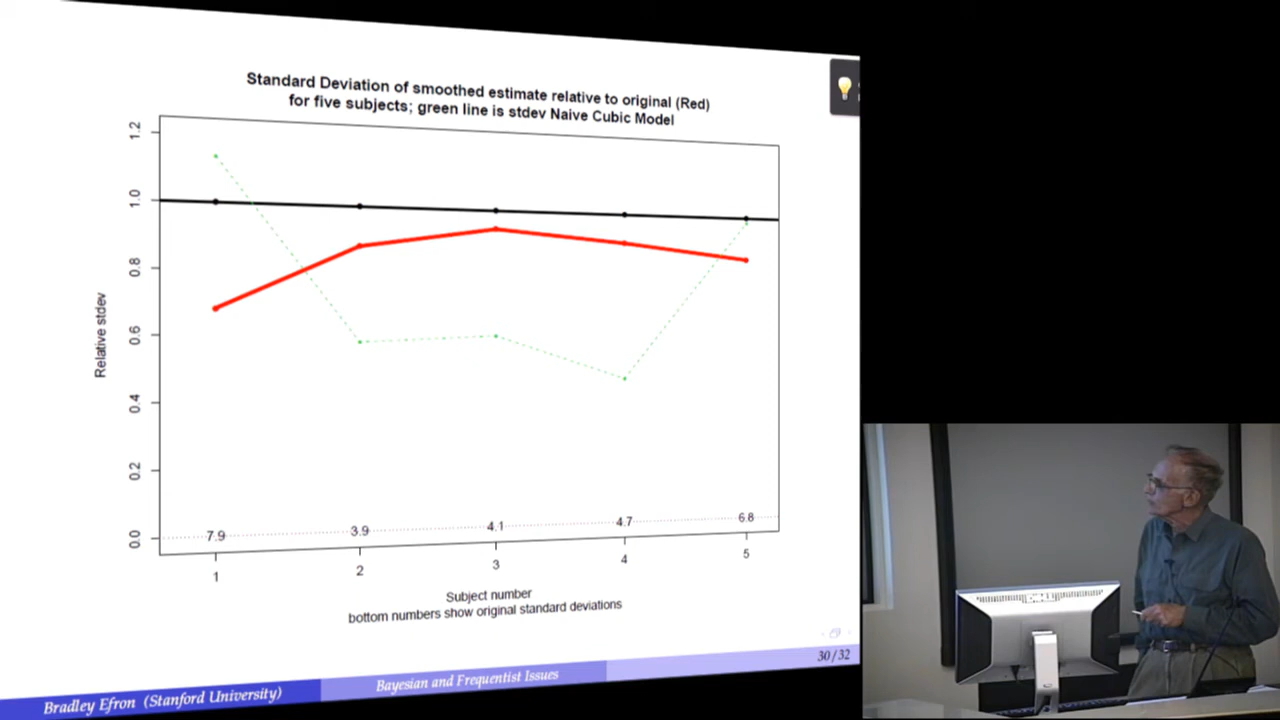 Standard Deviation of smoothed estimate relative to original (Red)
for five subjects; green line is stdev Naive Cubic Model
Relative stdev
1.2
1.0
0.8
0.6
0.4
0.2
0.0
7.9 3.9 4.1 4.7 6.8
1 2 3 4 5
Subject number
bottom numbers show original standard deviations
30 / 32
Bradley Efron (Stanford University) Bayesian and Frequentist Issues